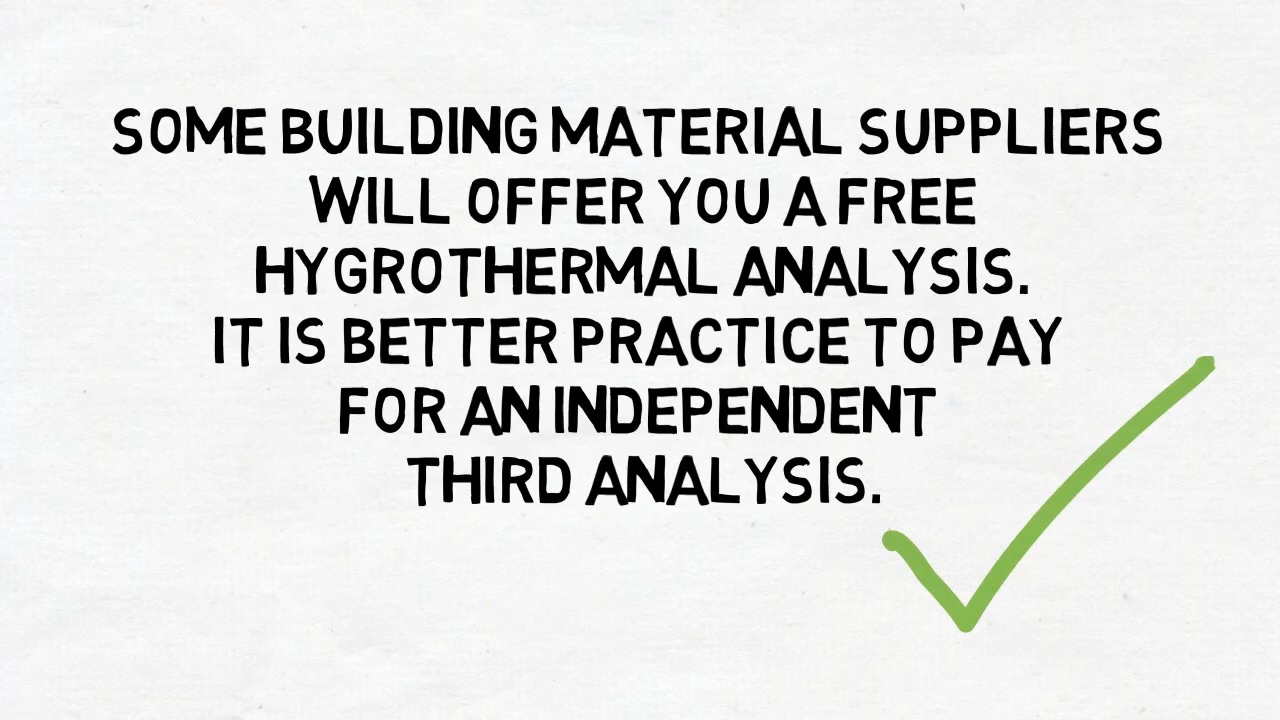 SOME BUILDING MATERIAL SUPPLIERS
WILL OFFER YOU A FREE
HYGROTHERMAL ANALYSIS.
IT IS BETTER PRACTICE TO PAY
FOR AN INDEPENDENT
THIRD ANALYSIS.